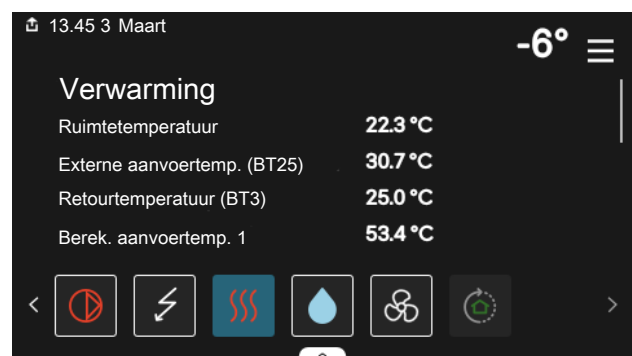 13.45 3 Maart
-6°
Verwarming
Ruimtetemperatuur 22.3 °C
Externe aanvoertemp. (BT25) 30.7 °C
Retourtemperatuur (BT3) 25.0 °C
Berek. aanvoertemp. 1 53.4 °C